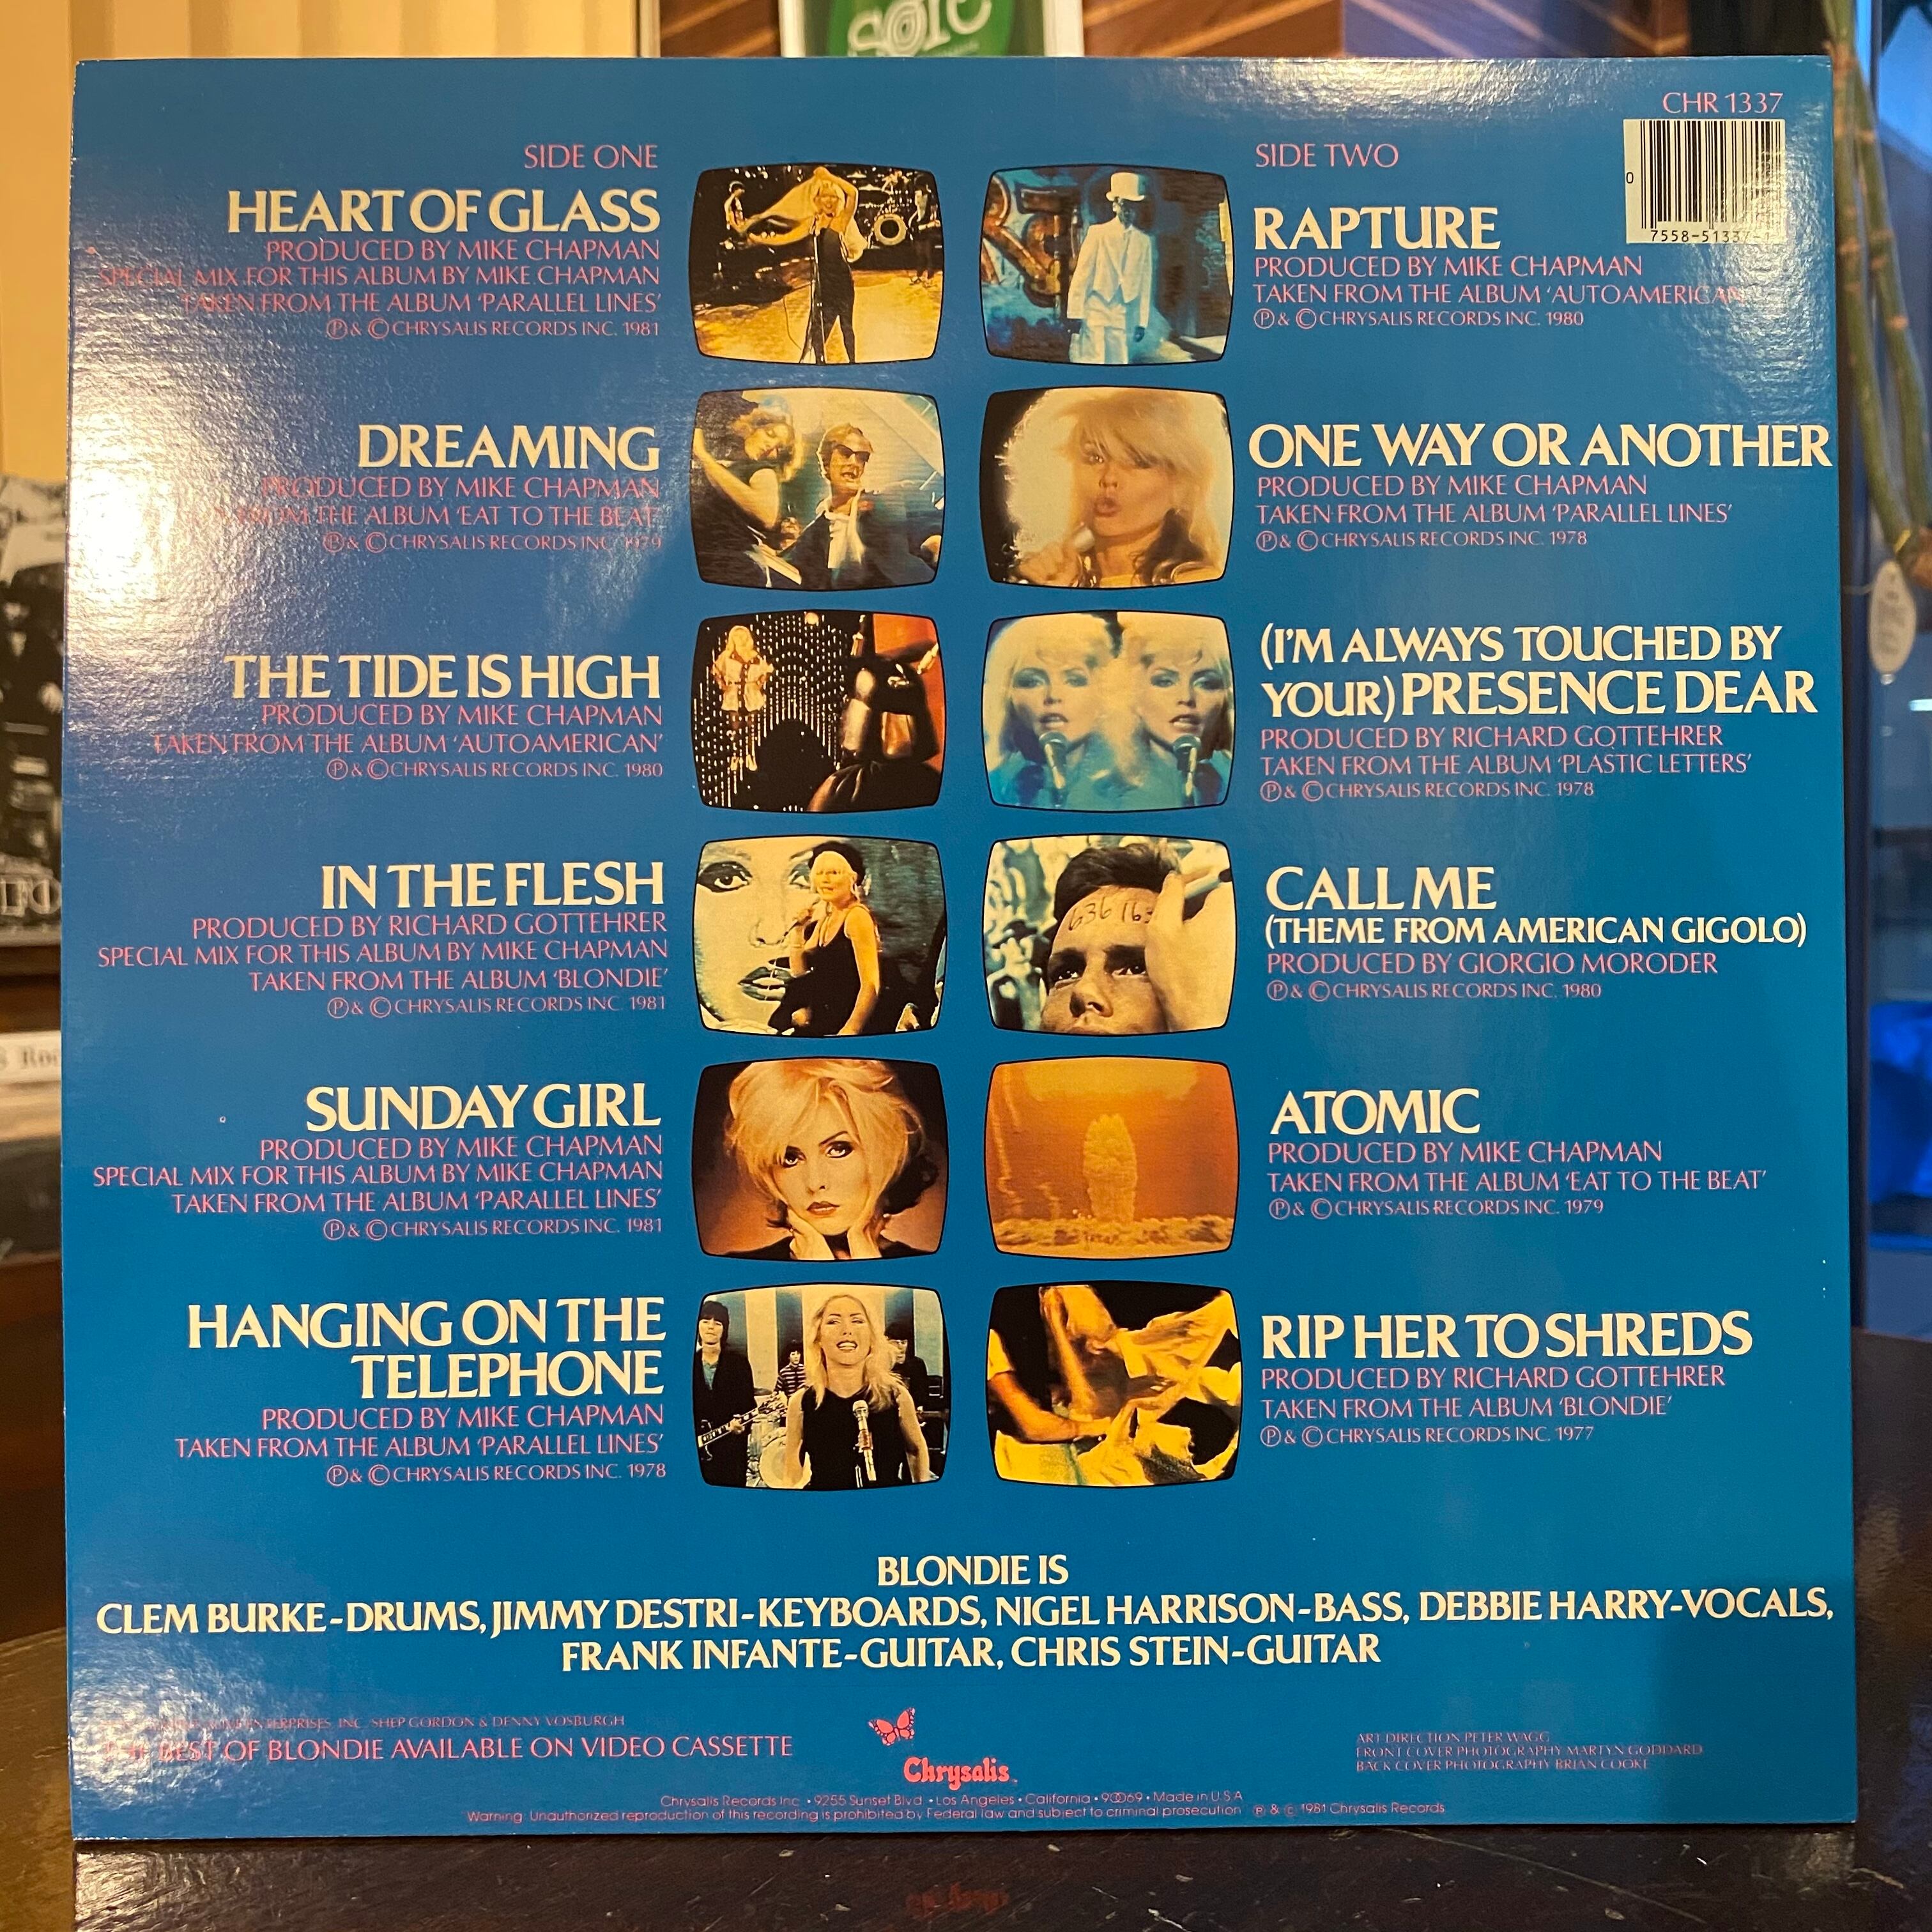 sore
CHR 1337
0
7558-51337-1
SIDE ONE
HEART OF GLASS
PRODUCED BY MIKE CHAPMAN
SPECIAL MIX FOR THIS ALBUM BY MIKE CHAPMAN
TAKEN FROM THE ALBUM ‘PARALLEL LINES’
Ⓟ & © CHRYSALIS RECORDS INC. 1981
DREAMING
PRODUCED BY MIKE CHAPMAN
FROM THE ALBUM ‘EAT TO THE BEAT’
Ⓟ & © CHRYSALIS RECORDS INC. 1979
THE TIDE IS HIGH
PRODUCED BY MIKE CHAPMAN
TAKEN FROM THE ALBUM ‘AUTOAMERICAN’
Ⓟ & © CHRYSALIS RECORDS INC. 1980
IN THE FLESH
PRODUCED BY RICHARD GOTTEHRER
SPECIAL MIX FOR THIS ALBUM BY MIKE CHAPMAN
TAKEN FROM THE ALBUM ‘BLONDIE’
Ⓟ & © CHRYSALIS RECORDS INC. 1981
SUNDAY GIRL
PRODUCED BY MIKE CHAPMAN
SPECIAL MIX FOR THIS ALBUM BY MIKE CHAPMAN
TAKEN FROM THE ALBUM ‘PARALLEL LINES’
Ⓟ & © CHRYSALIS RECORDS INC. 1981
HANGING ON THE
TELEPHONE
PRODUCED BY MIKE CHAPMAN
TAKEN FROM THE ALBUM ‘PARALLEL LINES’
Ⓟ & © CHRYSALIS RECORDS INC. 1978
SIDE TWO
RAPTURE
PRODUCED BY MIKE CHAPMAN
TAKEN FROM THE ALBUM ‘AUTOAMERICAN’
Ⓟ & © CHRYSALIS RECORDS INC. 1980
ONE WAY OR ANOTHER
PRODUCED BY MIKE CHAPMAN
TAKEN FROM THE ALBUM ‘PARALLEL LINES’
Ⓟ & © CHRYSALIS RECORDS INC. 1978
(I’M ALWAYS TOUCHED BY
YOUR) PRESENCE DEAR
PRODUCED BY RICHARD GOTTEHRER
TAKEN FROM THE ALBUM ‘PLASTIC LETTERS’
Ⓟ & © CHRYSALIS RECORDS INC. 1978
636 163
CALL ME
(THEME FROM AMERICAN GIGOLO)
PRODUCED BY GIORGIO MORODER
Ⓟ & © CHRYSALIS RECORDS INC. 1980
ATOMIC
PRODUCED BY MIKE CHAPMAN
TAKEN FROM THE ALBUM ‘EAT TO THE BEAT’
Ⓟ & © CHRYSALIS RECORDS INC. 1979
RIP HER TO SHREDS
PRODUCED BY RICHARD GOTTEHRER
TAKEN FROM THE ALBUM ‘BLONDIE’
Ⓟ & © CHRYSALIS RECORDS INC. 1977
BLONDIE IS
CLEM BURKE-DRUMS, JIMMY DESTRI-KEYBOARDS, NIGEL HARRISON-BASS, DEBBIE HARRY-VOCALS,
FRANK INFANTE-GUITAR, CHRIS STEIN-GUITAR
ENTERPRISES, INC. SHEP GORDON & DENNY VOSBURGH
THE BEST OF BLONDIE AVAILABLE ON VIDEO CASSETTE
Chrysalis
ART DIRECTION PETER WAGG
FRONT COVER PHOTOGRAPHY MARTYN GODDARD
BACK COVER PHOTOGRAPHY BRIAN COOKE
Chrysalis Records Inc. • 9255 Sunset Blvd • Los Angeles • California • 90069 • Made in U.S.A
Warning: Unauthorized reproduction of this recording is prohibited by Federal law and subject to criminal prosecution Ⓟ & © 1981 Chrysalis Records